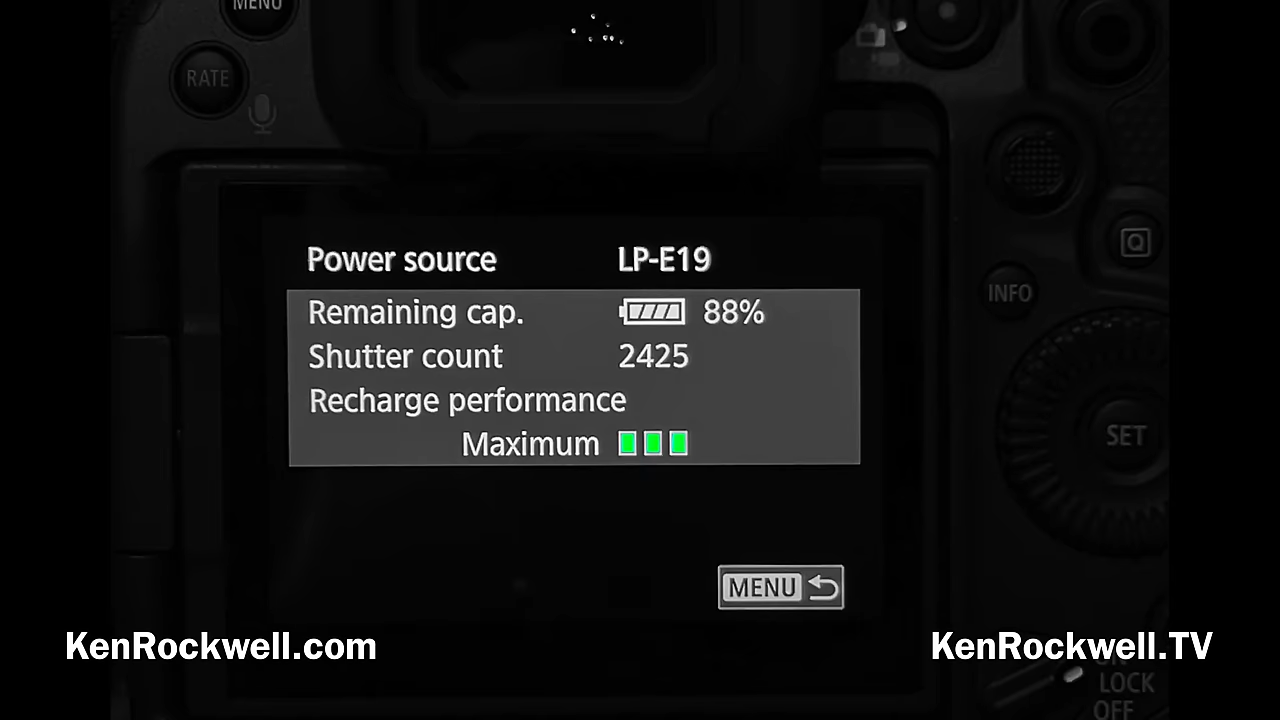 MENU
RATE
Q
INFO
Power source LP-E19
Remaining cap. 88%
Shutter count 2425
Recharge performance
Maximum
SET
MENU
KenRockwell.com
KenRockwell.TV
ON
LOCK
OFF